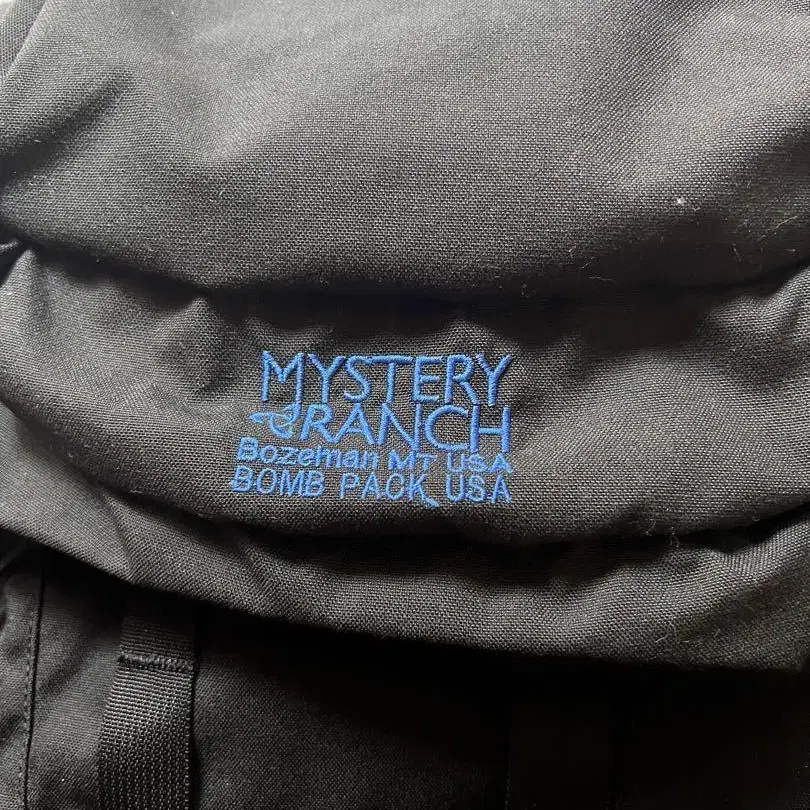 MYSTERY
RANCH
Bozeman MT USA
BOMB PACK USA